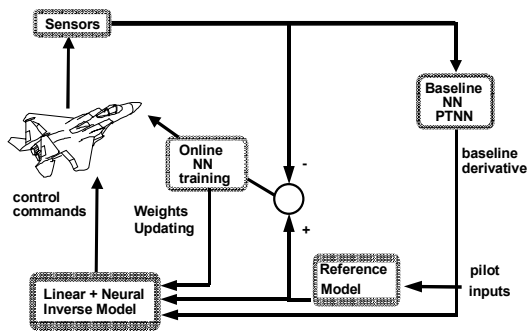 Sensors
Baseline
NN
PTNN
baseline
derivative
Online
NN
training
-
+
control
commands
Weights
Updating
Reference
Model
pilot
inputs
Linear + Neural
Inverse Model